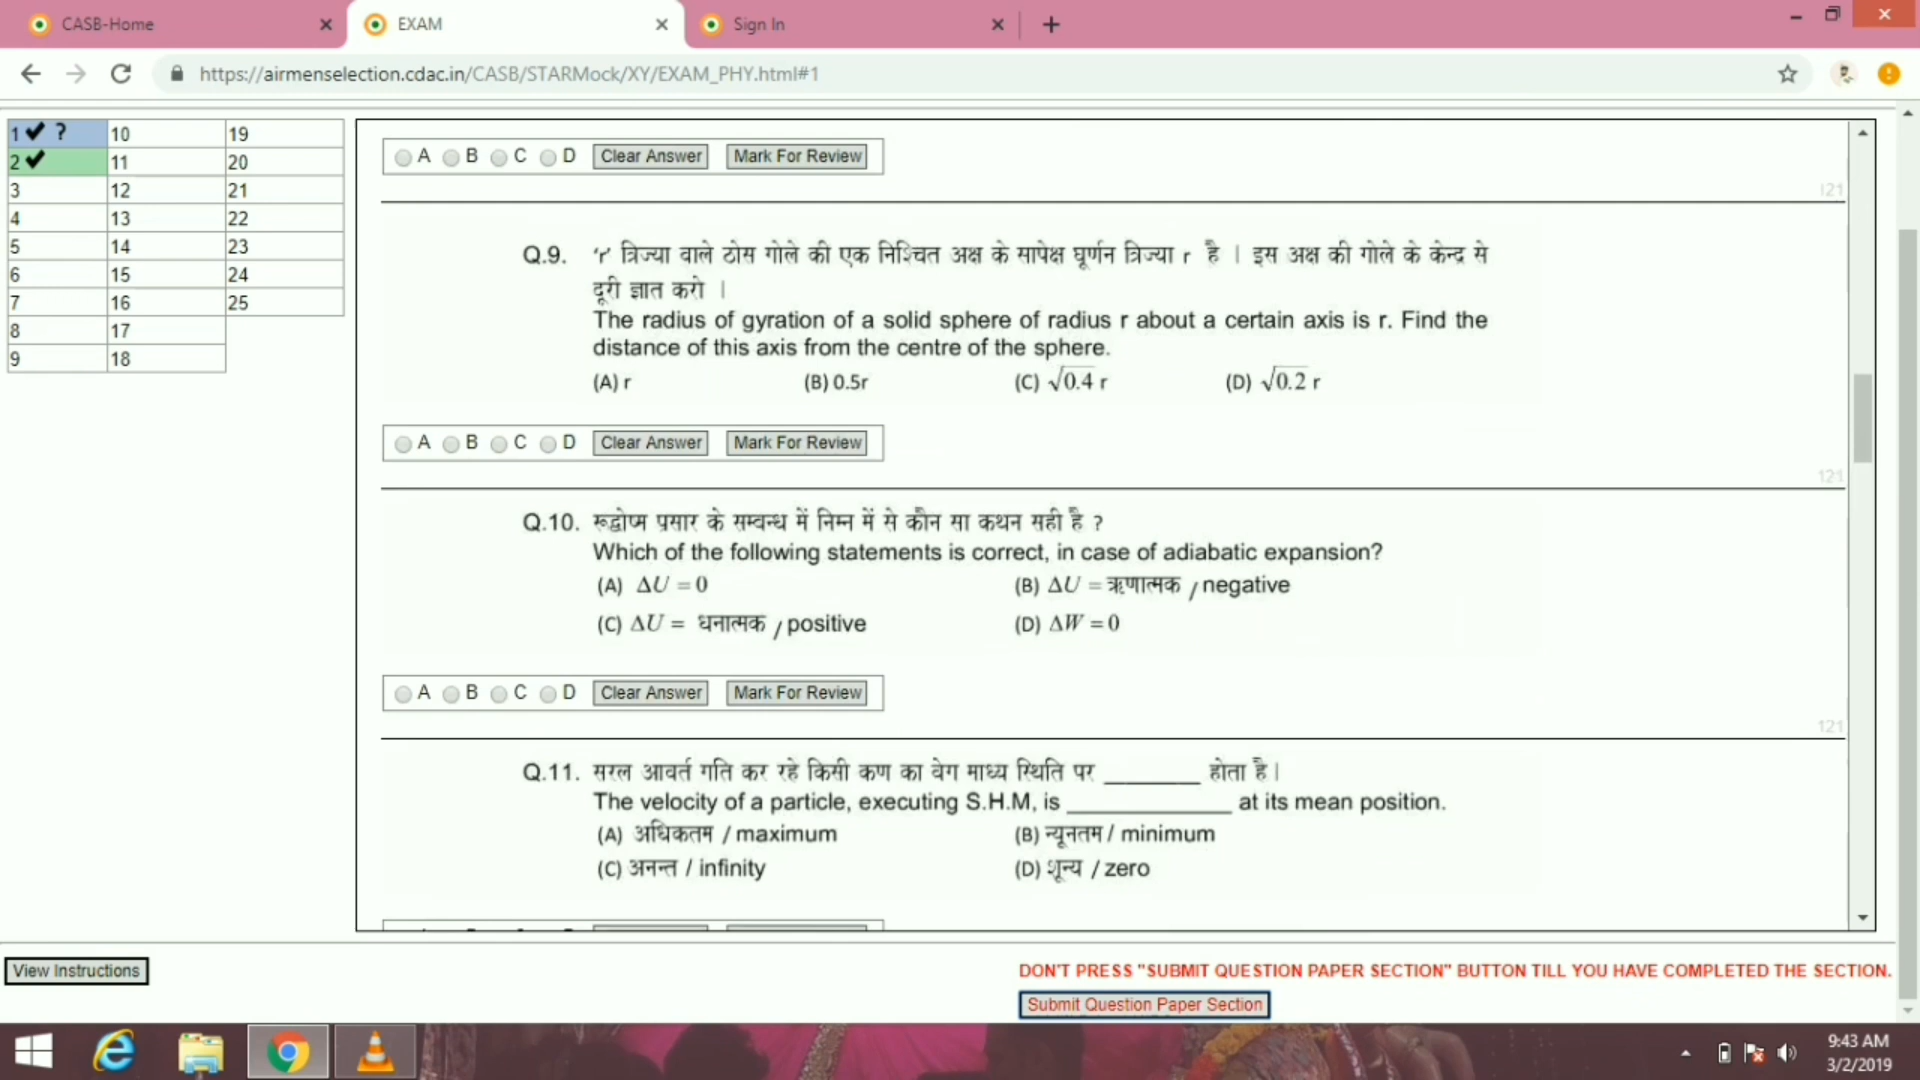 CASB-Home
EXAM
Sign In
https://airmenselection.cdac.in/CASB/STARMock/XY/EXAM_PHY.html#1
1 ✔ ? 10 19
2 ✔ 11 20
3 12 21
4 13 22
5 14 23
6 15 24
7 16 25
8 17
9 18
A B C D Clear Answer Mark For Review
121
Q.9. 'r' त्रिज्या वाले ठोस गोले की एक निश्चित अक्ष के सापेक्ष घूर्णन त्रिज्या r है | इस अक्ष की गोले के केन्द्र से
दूरी ज्ञात करो |
The radius of gyration of a solid sphere of radius r about a certain axis is r. Find the
distance of this axis from the centre of the sphere.
(A) r (B) 0.5r (C) √0.4 r (D) √0.2 r
A B C D Clear Answer Mark For Review
121
Q.10. रूद्वोष्म प्रसार के सम्वन्ध में निम्न में से कौन सा कथन सही है ?
Which of the following statements is correct, in case of adiabatic expansion?
(A) ΔU = 0 (B) ΔU = ऋणात्मक / negative
(C) ΔU = धनात्मक / positive (D) ΔW = 0
A B C D Clear Answer Mark For Review
121
Q.11. सरल आवर्त गति कर रहे किसी कण का वेग माध्य स्थिति पर ________ होता है|
The velocity of a particle, executing S.H.M, is ______________ at its mean position.
(A) अधिकतम / maximum (B) न्यूनतम / minimum
(C) अनन्त / infinity (D) शून्य / zero
View Instructions
DON'T PRESS "SUBMIT QUESTION PAPER SECTION" BUTTON TILL YOU HAVE COMPLETED THE SECTION.
Submit Question Paper Section
9:43 AM
3/2/2019